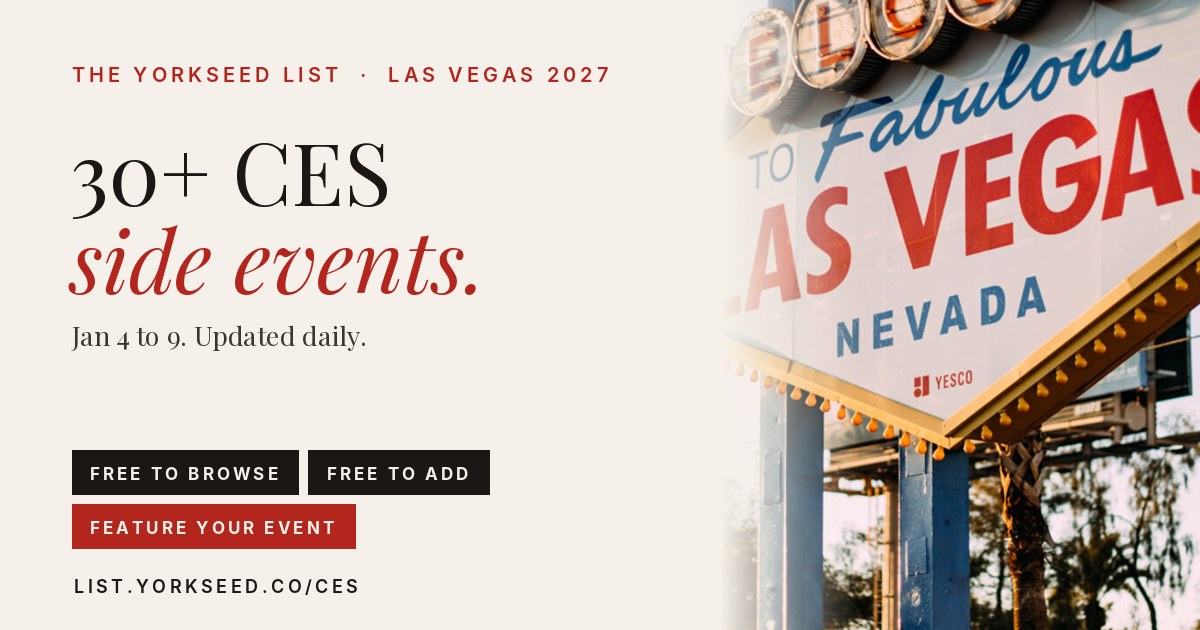 THE YORKSEED LIST · LAS VEGAS 2027
30+ CES
side events.
Jan 4 to 9. Updated daily.
FREE TO BROWSE
FREE TO ADD
FEATURE YOUR EVENT
LIST.YORKSEED.CO/CES
ELCO
TO Fabulous
LAS VEGAS
NEVADA
YESCO